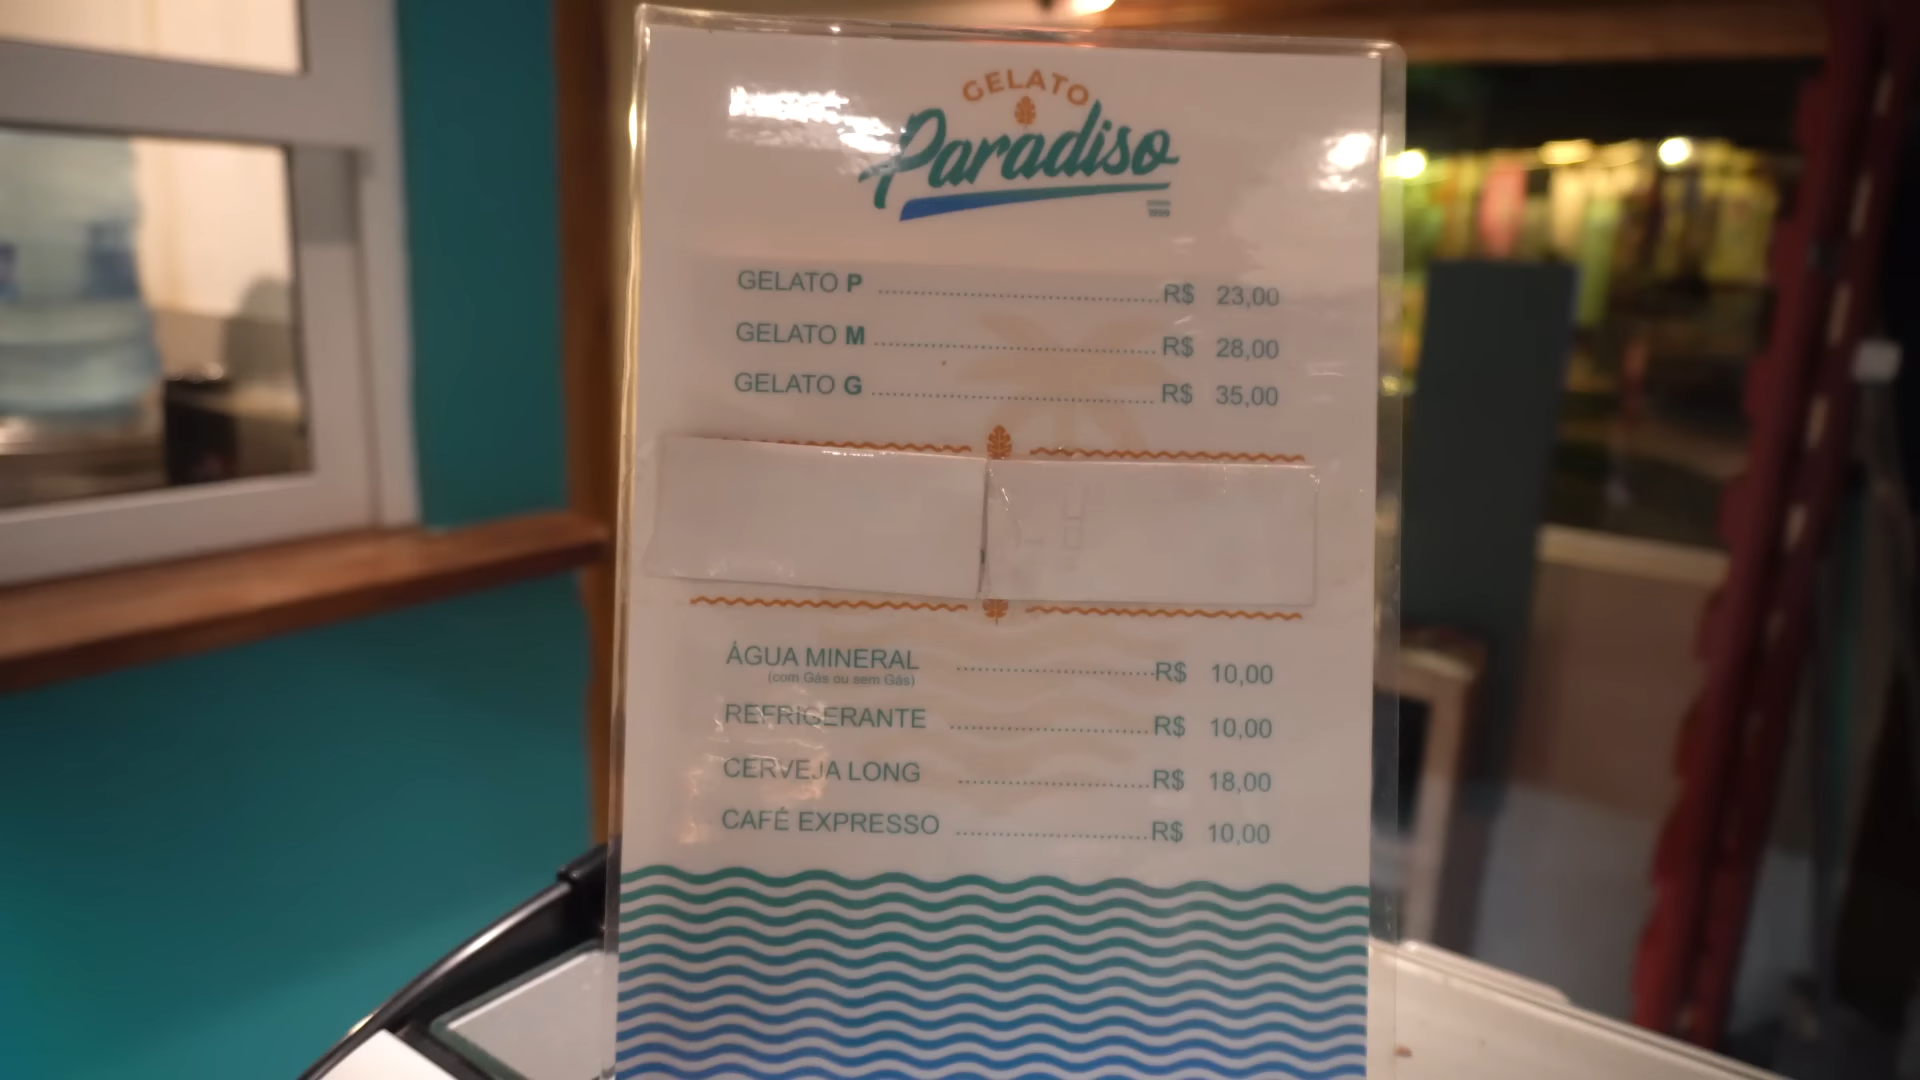 GELATO
Paradiso
GELATO P ........ R$ 23,00
GELATO M ........ R$ 28,00
GELATO G ........ R$ 35,00
ÁGUA MINERAL ........ R$ 10,00
(com Gás ou sem Gás)
REFRIGERANTE ........ R$ 10,00
CERVEJA LONG ........ R$ 18,00
CAFÉ EXPRESSO ........ R$ 10,00